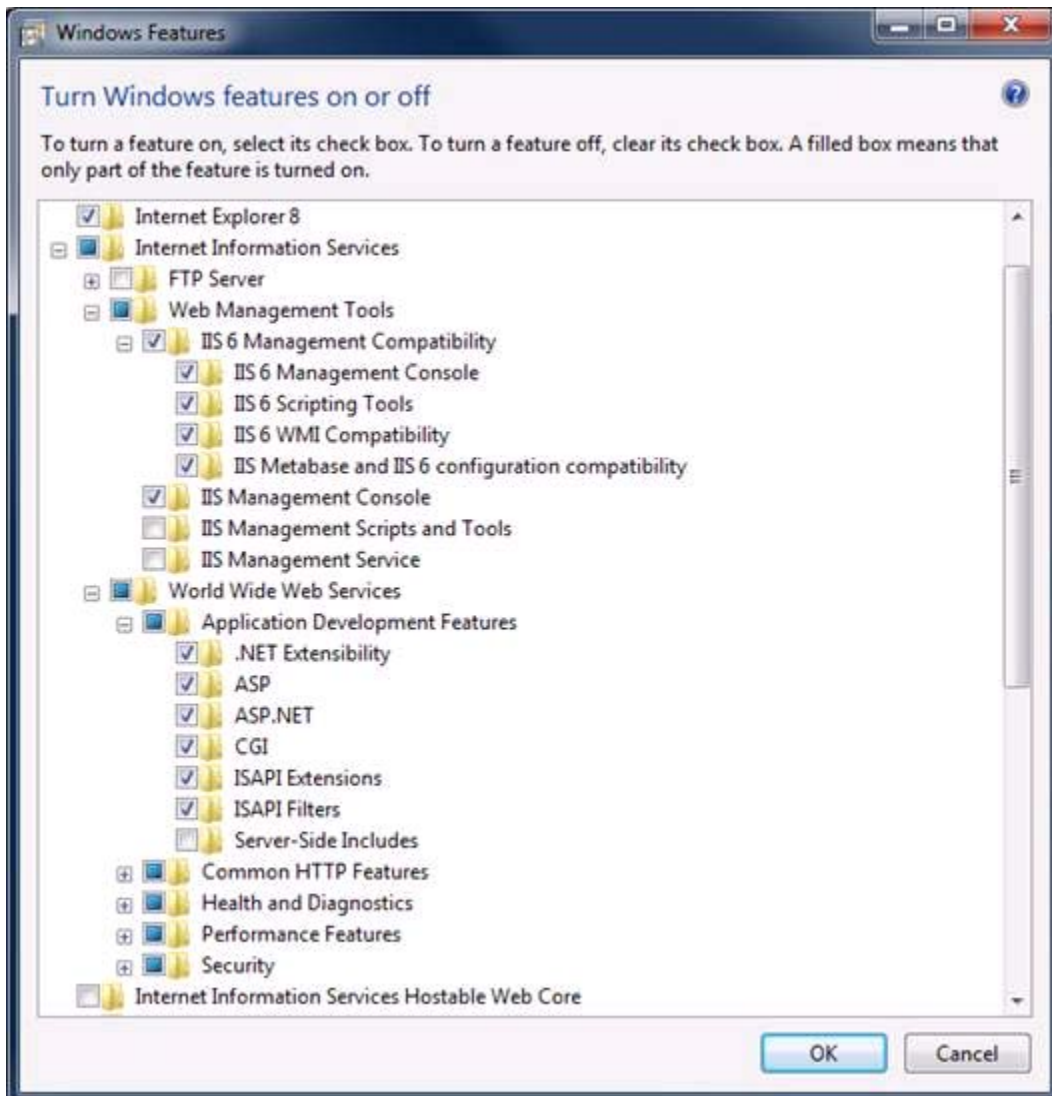 Windows Features
Turn Windows features on or off
To turn a feature on, select its check box. To turn a feature off, clear its check box. A filled box means that
only part of the feature is turned on.
Internet Explorer 8
Internet Information Services
FTP Server
Web Management Tools
IIS 6 Management Compatibility
IIS 6 Management Console
IIS 6 Scripting Tools
IIS 6 WMI Compatibility
IIS Metabase and IIS 6 configuration compatibility
IIS Management Console
IIS Management Scripts and Tools
IIS Management Service
World Wide Web Services
Application Development Features
.NET Extensibility
ASP
ASP.NET
CGI
ISAPI Extensions
ISAPI Filters
Server-Side Includes
Common HTTP Features
Health and Diagnostics
Performance Features
Security
Internet Information Services Hostable Web Core
OK Cancel